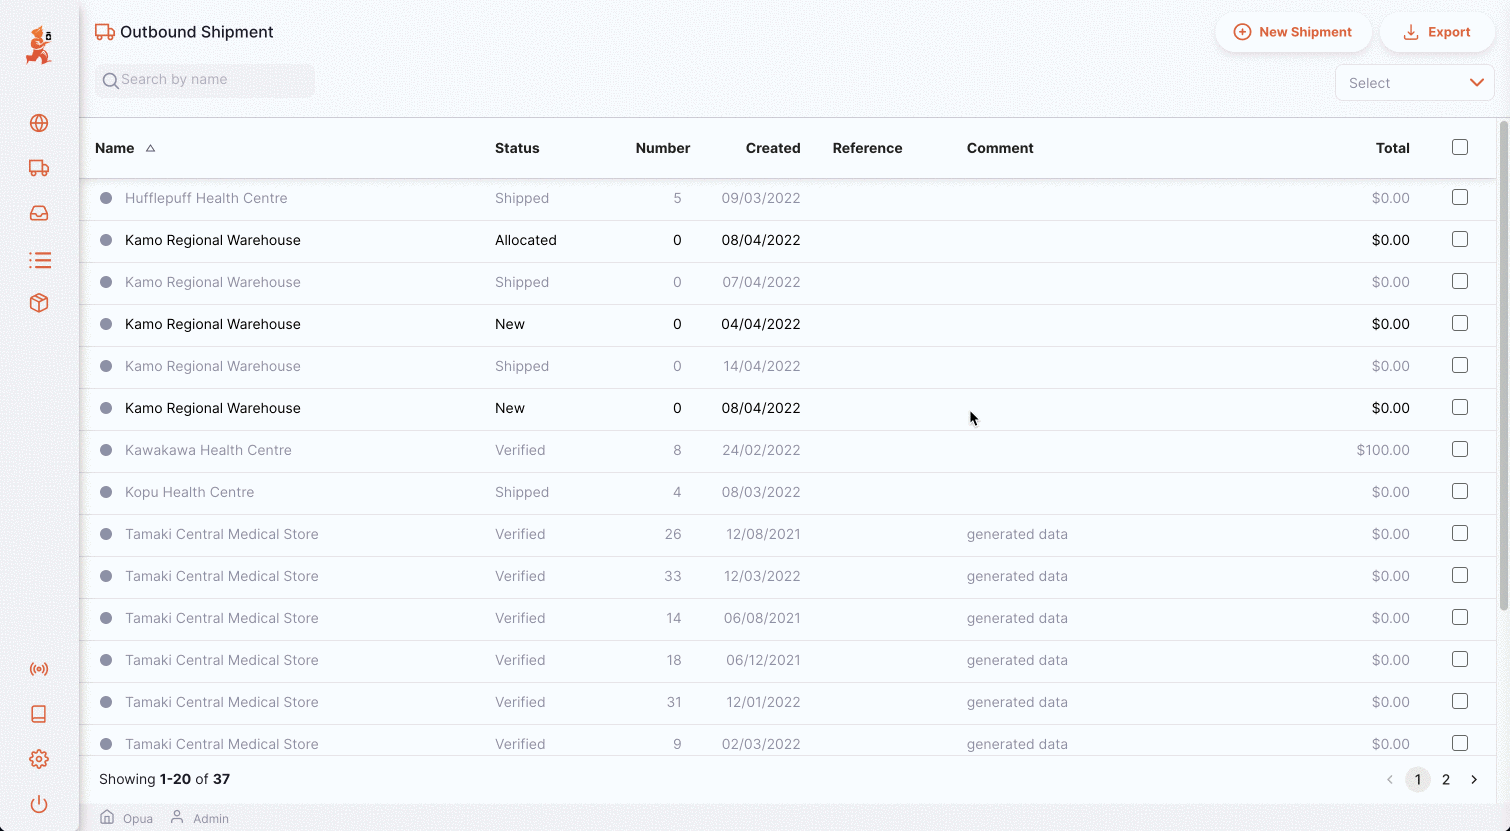 Outbound Shipment
New Shipment
Export
Search by name
Select
Name Status Number Created Reference Comment Total
Hufflepuff Health Centre Shipped 5 09/03/2022 $0.00
Kamo Regional Warehouse Allocated 0 08/04/2022 $0.00
Kamo Regional Warehouse Shipped 0 07/04/2022 $0.00
Kamo Regional Warehouse New 0 04/04/2022 $0.00
Kamo Regional Warehouse Shipped 0 14/04/2022 $0.00
Kamo Regional Warehouse New 0 08/04/2022 $0.00
Kawakawa Health Centre Verified 8 24/02/2022 $100.00
Kopu Health Centre Shipped 4 08/03/2022 $0.00
Tamaki Central Medical Store Verified 26 12/08/2021 generated data $0.00
Tamaki Central Medical Store Verified 33 12/03/2022 generated data $0.00
Tamaki Central Medical Store Verified 14 06/08/2021 generated data $0.00
Tamaki Central Medical Store Verified 18 06/12/2021 generated data $0.00
Tamaki Central Medical Store Verified 31 12/01/2022 generated data $0.00
Tamaki Central Medical Store Verified 9 02/03/2022 generated data $0.00
Showing 1-20 of 37
1 2
Opua Admin